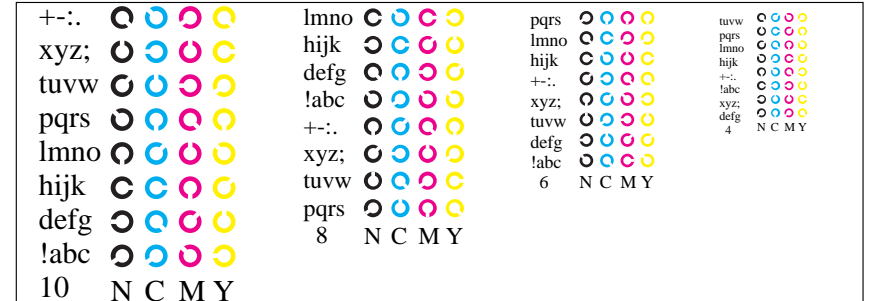 +-:.
xyz;
tuvw
pqrs
lmno
hijk
defg
!abc
10 N C M Y
lmno
hijk
defg
!abc
+-:.
xyz;
tuvw
pqrs
8 N C M Y
pqrs
lmno
hijk
+-:.
xyz;
tuvw
defg
!abc
6 N C M Y
tuvw
pqrs
lmno
hijk
+-:.
!abc
xyz;
defg
4 N C M Y